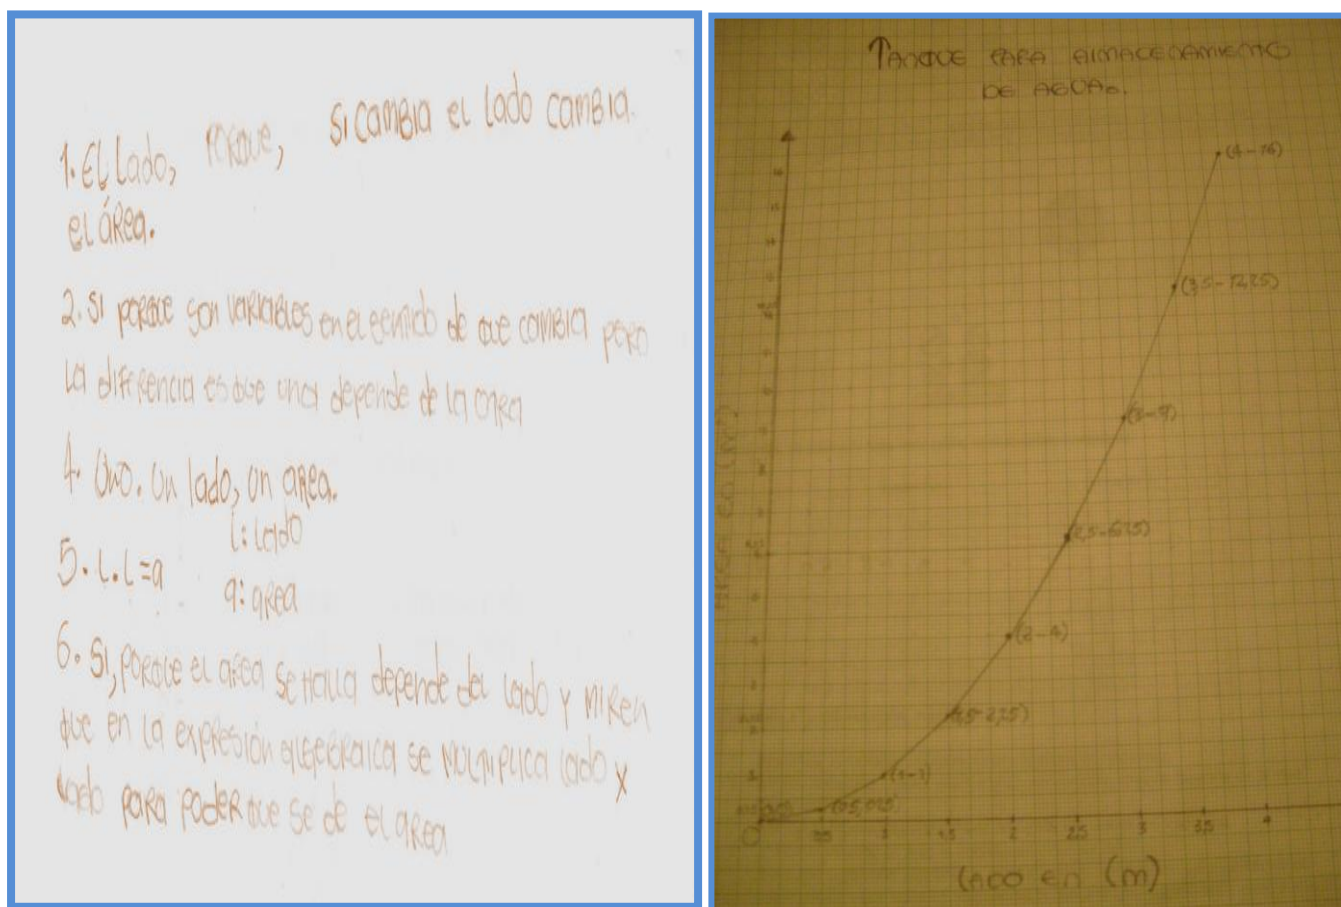 1. El lado, PORQUE, SI CAMBIA el lado CAMBIA.
el área.
2. SI PORQUE son VARIABLES en el sentido de que CAMBIA PERO
la diferencia es que una depende de la OTRA
4. UNO. Un lado, un area.
5. L.L=a L: Lado
a: area
6. SI, PORQUE el area se HALLA depende del lado y MIREN
que en la expresión algebraica se multiplica lado x
lado para poder que se de el area
TANQUE PARA ALMACENAMIENTO
DE AGUA.
(4-16)
(3,5-12,25)
(3-9)
(2,5-6,25)
(2-4)
(1,5-2,25)
(1-1)
(0,5,0,25)
1 1,5 2 2,5 3 3,5 4
LADO en (m)